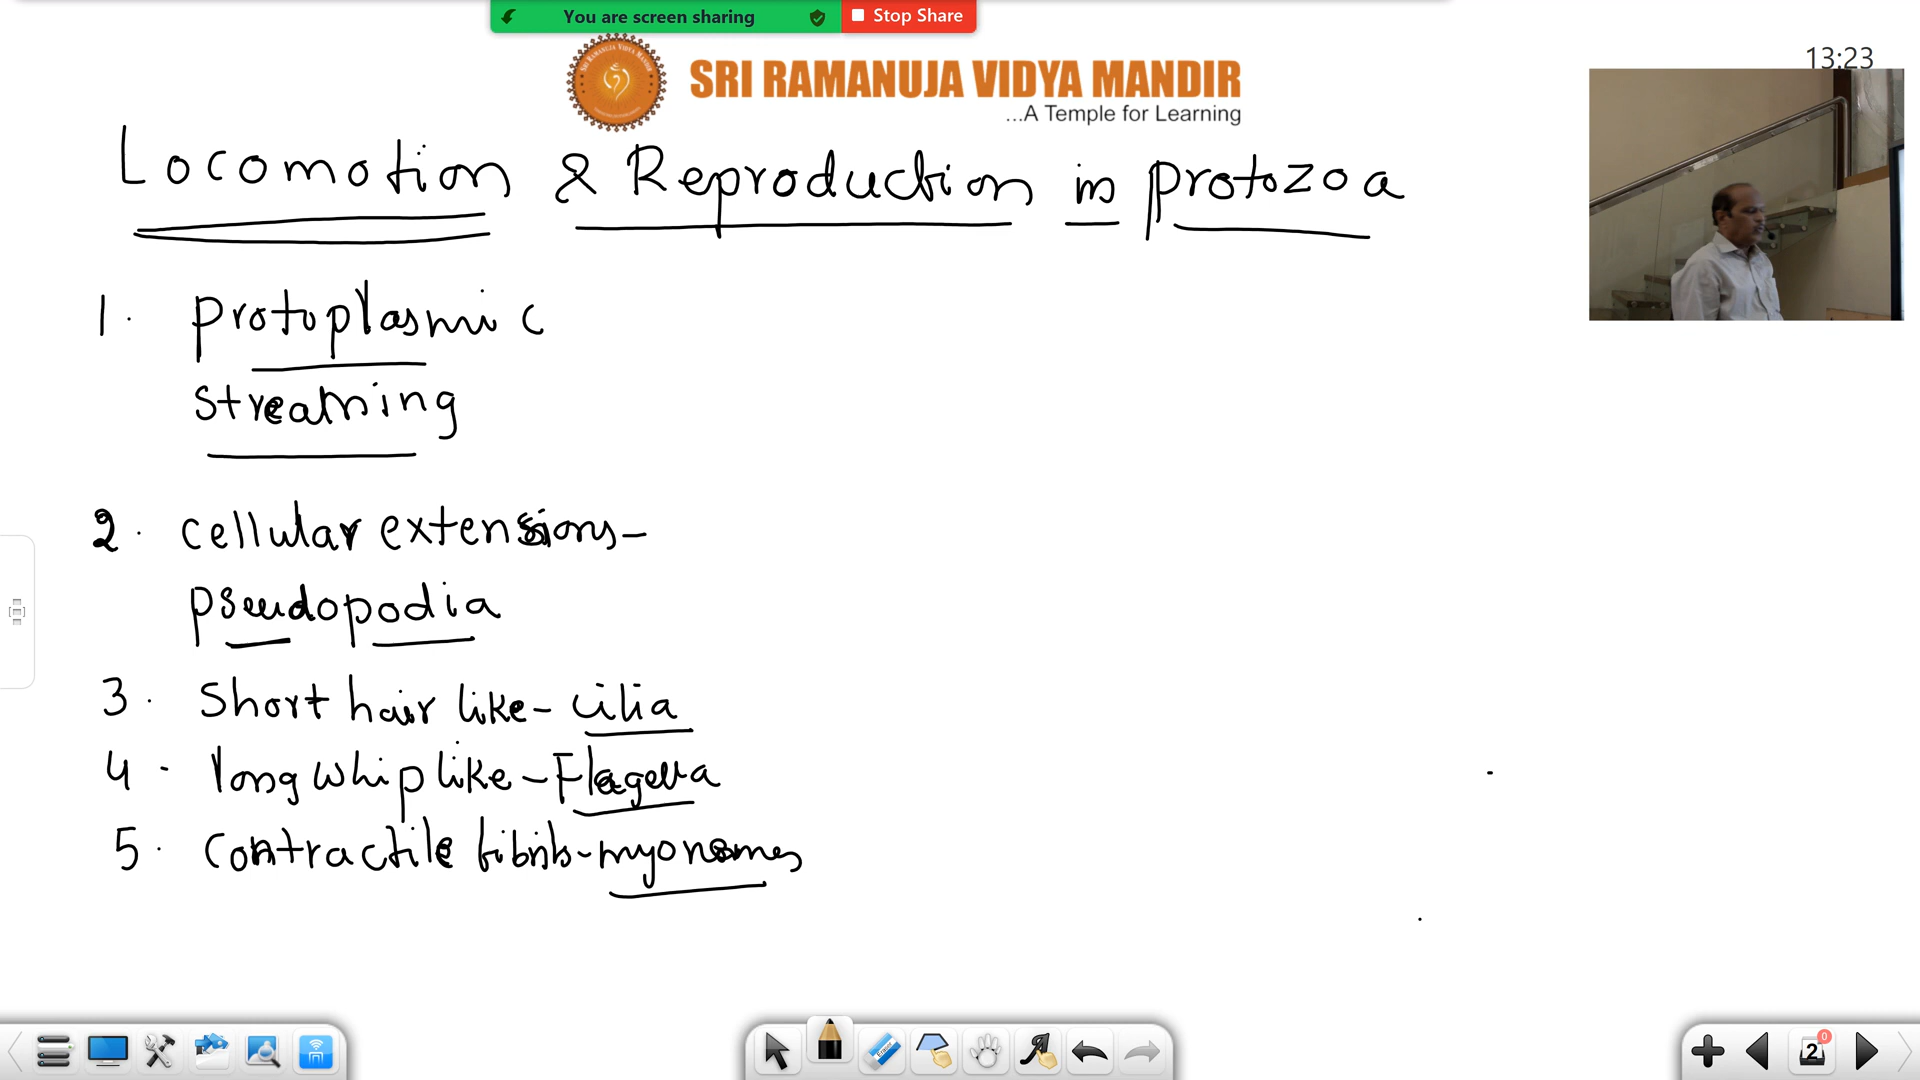 You are screen sharing
Stop Share
SRI RAMANUJA VIDYA MANDIR
...A Temple for Learning
13:23
Locomotion & Reproduction in protozoa
1. protoplasmic
streaming
2. cellular extensions-
pseudopodia
3. Short hair like - cilia
4. long whip like - Flagella
5. contractile fibrils - myonemes
2
0